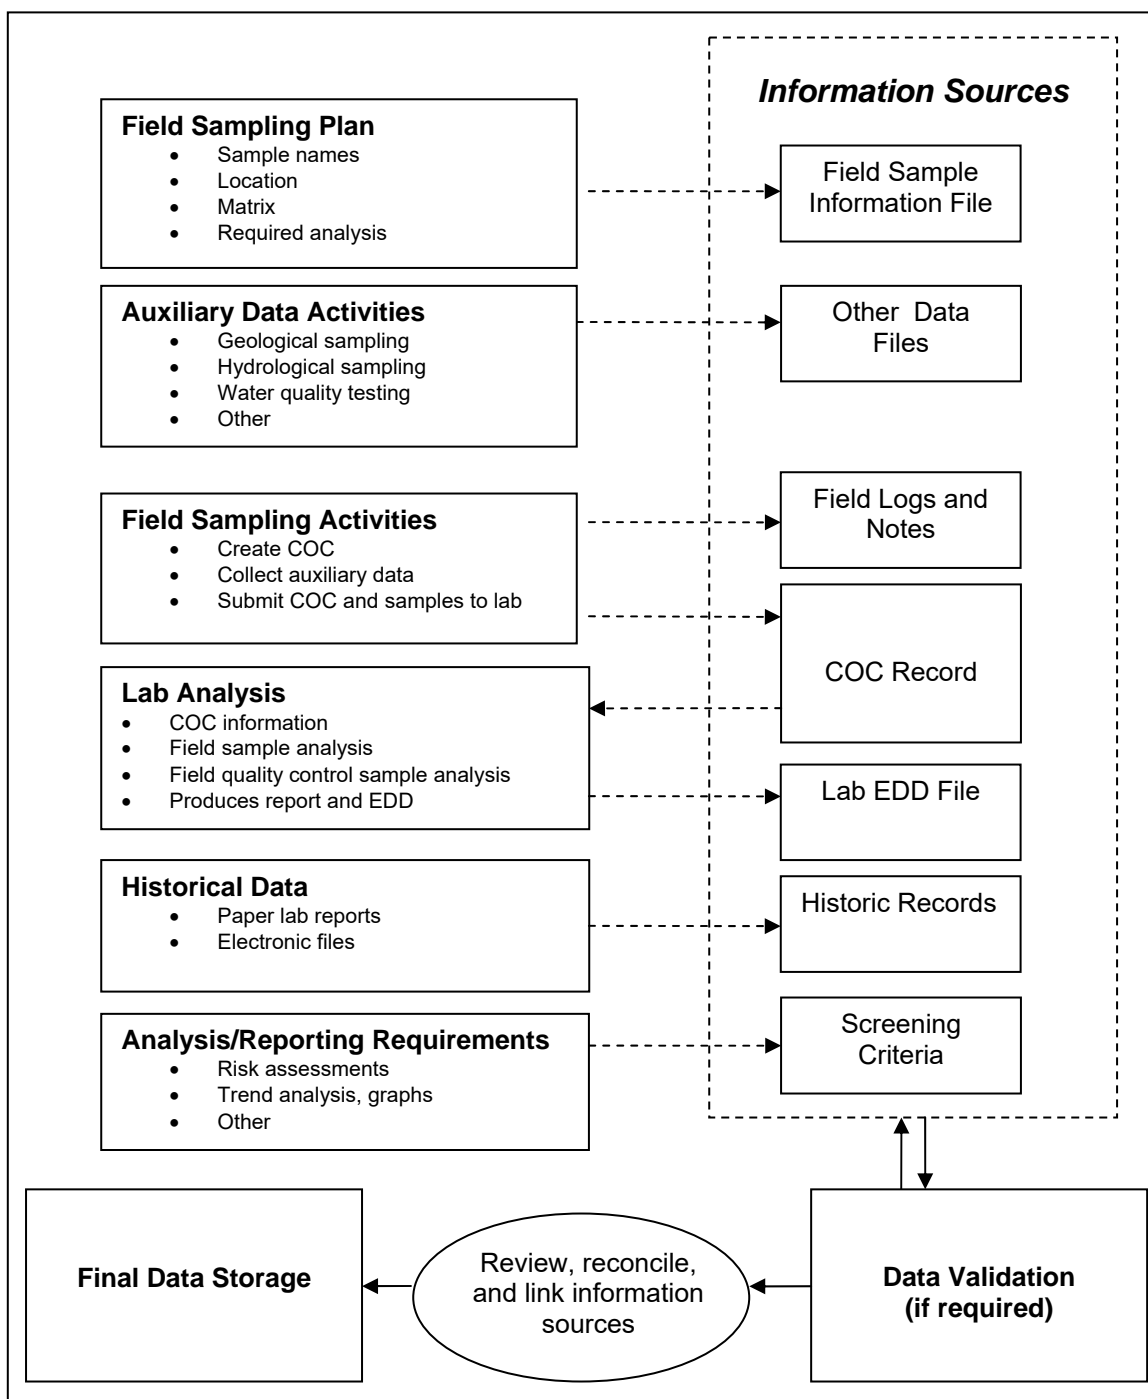 Information Sources
Field Sampling Plan
• Sample names
• Location
• Matrix
• Required analysis
Field Sample
Information File
Auxiliary Data Activities
• Geological sampling
• Hydrological sampling
• Water quality testing
• Other
Other Data
Files
Field Sampling Activities
• Create COC
• Collect auxiliary data
• Submit COC and samples to lab
Field Logs and
Notes
COC Record
Lab Analysis
• COC information
• Field sample analysis
• Field quality control sample analysis
• Produces report and EDD
Lab EDD File
Historical Data
• Paper lab reports
• Electronic files
Historic Records
Analysis/Reporting Requirements
• Risk assessments
• Trend analysis, graphs
• Other
Screening
Criteria
Final Data Storage
Review, reconcile,
and link information
sources
Data Validation
(if required)